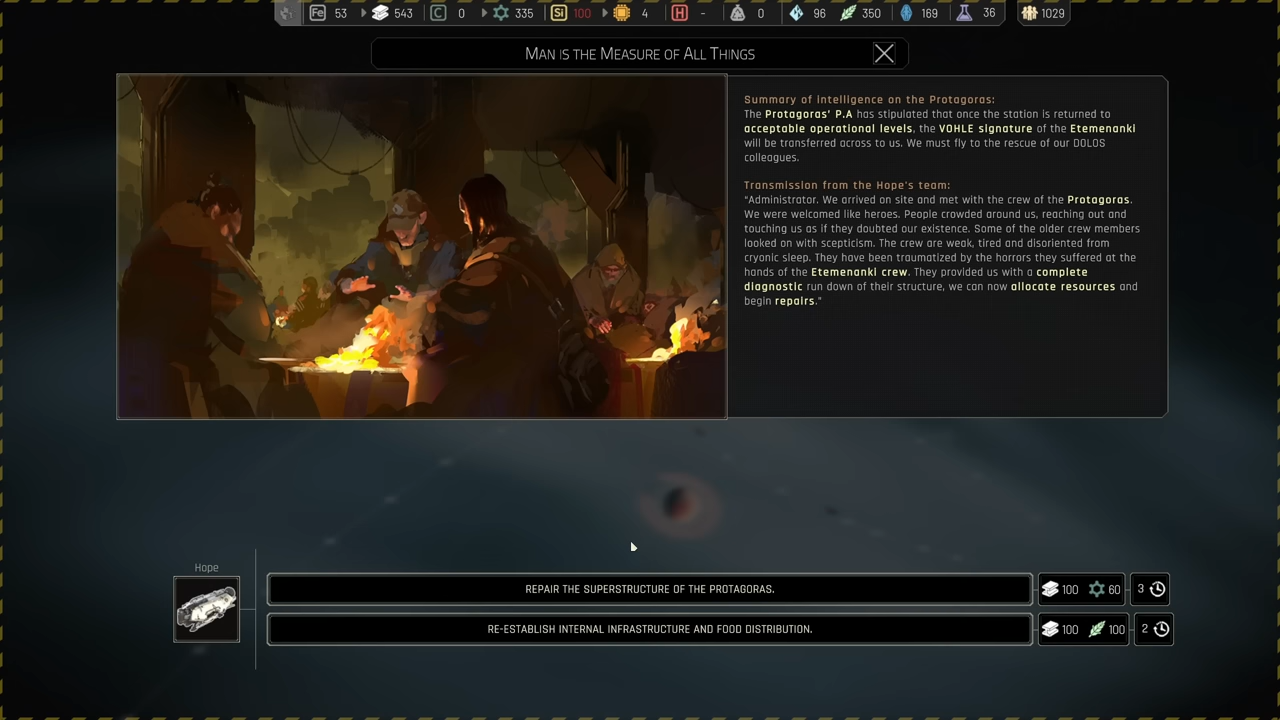 Fe 53 543 C 0 335 Si 100 4 H - 0 96 350 169 36 1029
MAN IS THE MEASURE OF ALL THINGS
Summary of intelligence on the Protagoras:
The Protagoras' P.A has stipulated that once the station is returned to
acceptable operational levels, the VOHLE signature of the Etemenanki
will be transferred across to us. We must fly to the rescue of our DOLOS
colleagues.
Transmission from the Hope's team:
"Administrator. We arrived on site and met with the crew of the Protagoras.
We were welcomed like heroes. People crowded around us, reaching out and
touching us as if they doubted our existence. Some of the older crew members
looked on with scepticism. The crew are weak, tired and disoriented from
cryonic sleep. They have been traumatized by the horrors they suffered at the
hands of the Etemenanki crew. They provided us with a complete
diagnostic run down of their structure, we can now allocate resources and
begin repairs."
Hope
REPAIR THE SUPERSTRUCTURE OF THE PROTAGORAS. 100 60 3
RE-ESTABLISH INTERNAL INFRASTRUCTURE AND FOOD DISTRIBUTION. 100 100 2